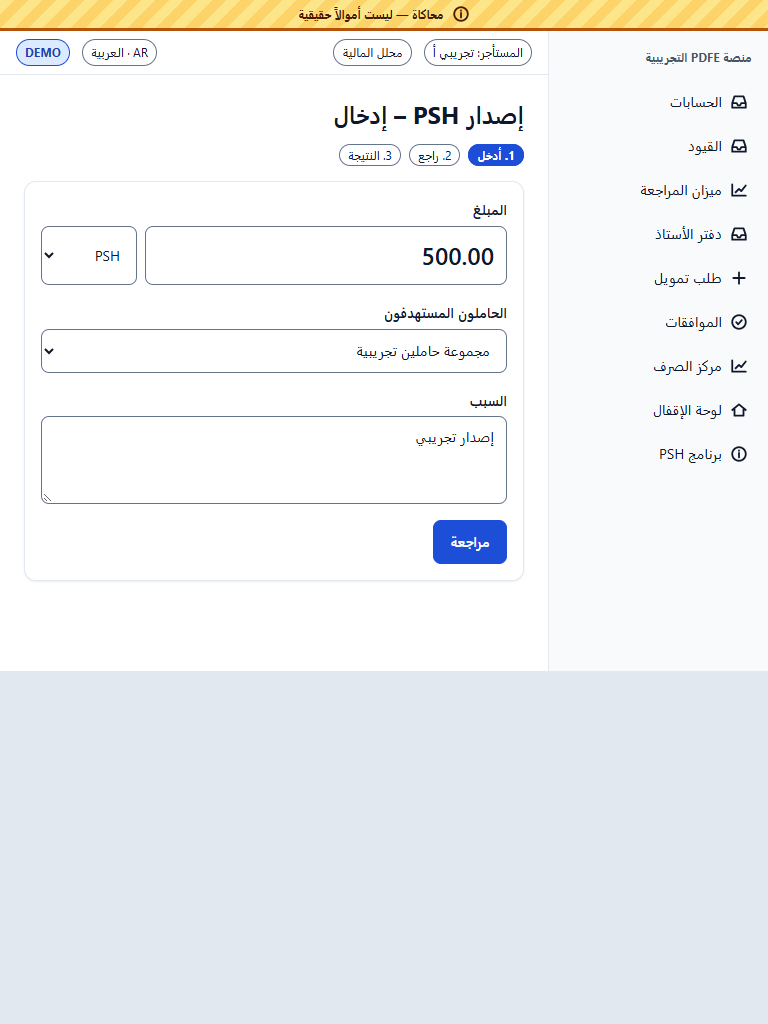 محاكاة — ليست أموالاً حقيقية
منصة PDFE التجريبية
الحسابات
القيود
ميزان المراجعة
دفتر الأستاذ
طلب تمويل
الموافقات
مركز الصرف
لوحة الإقفال
برنامج PSH
المستأجر: تجريبي أ
محلل المالية
AR · العربية
DEMO
إصدار PSH – إدخال
1. أدخل
2. راجع
3. النتيجة
المبلغ
500.00
PSH
الحاملون المستهدفون
مجموعة حاملين تجريبية
السبب
إصدار تجريبي
مراجعة